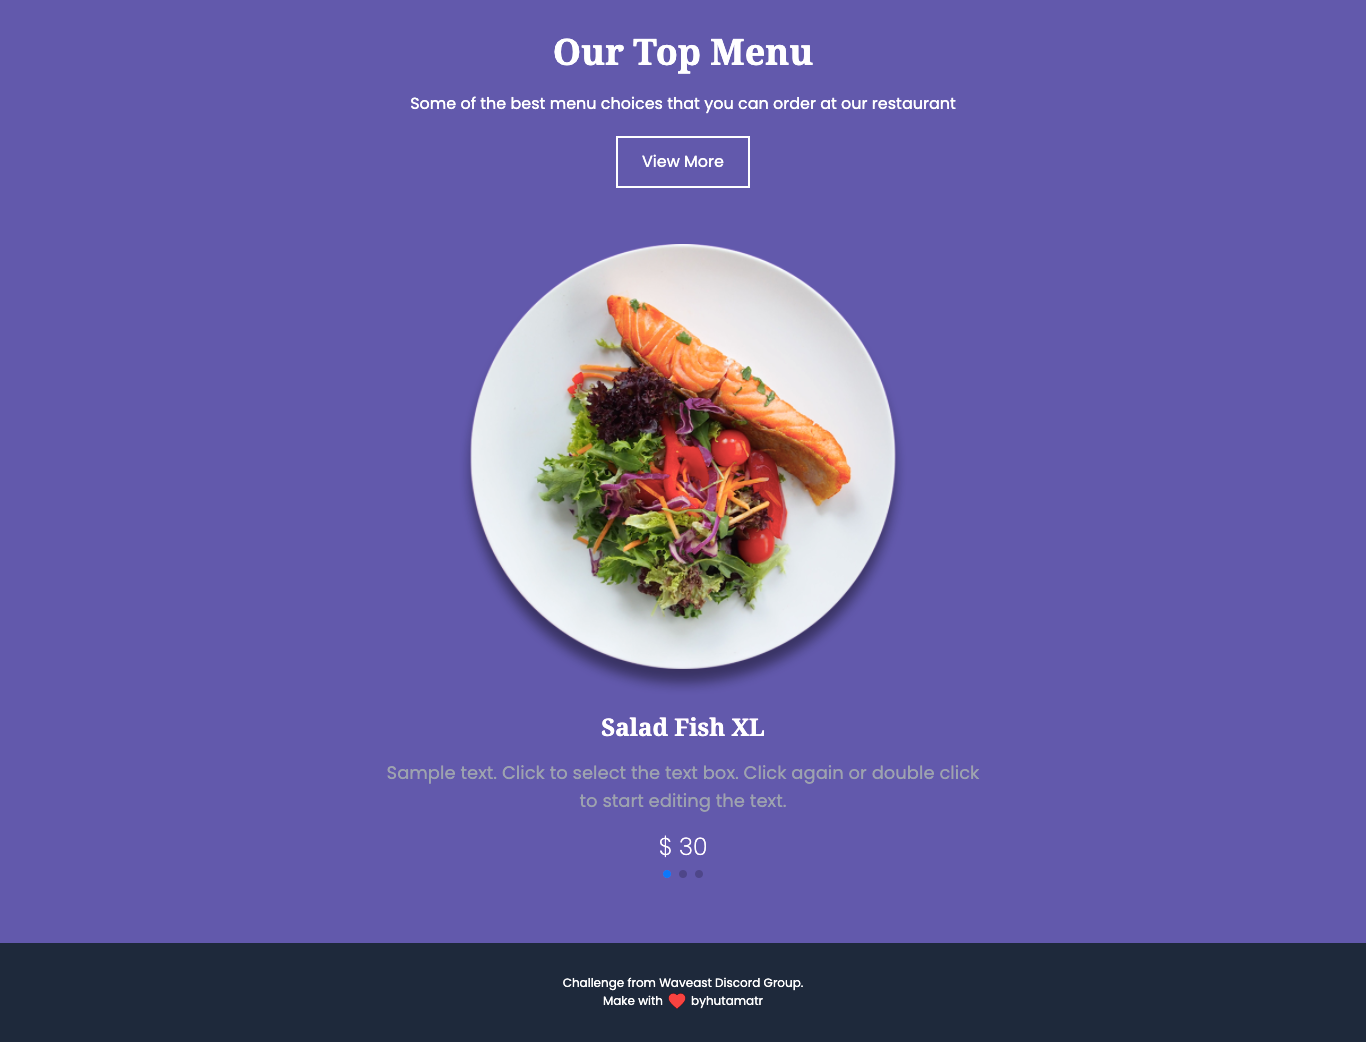 Our Top Menu
Some of the best menu choices that you can order at our restaurant
View More
Salad Fish XL
Sample text. Click to select the text box. Click again or double click
to start editing the text.
$ 30
Challenge from Waveast Discord Group.
Make with ❤ byhutamatr